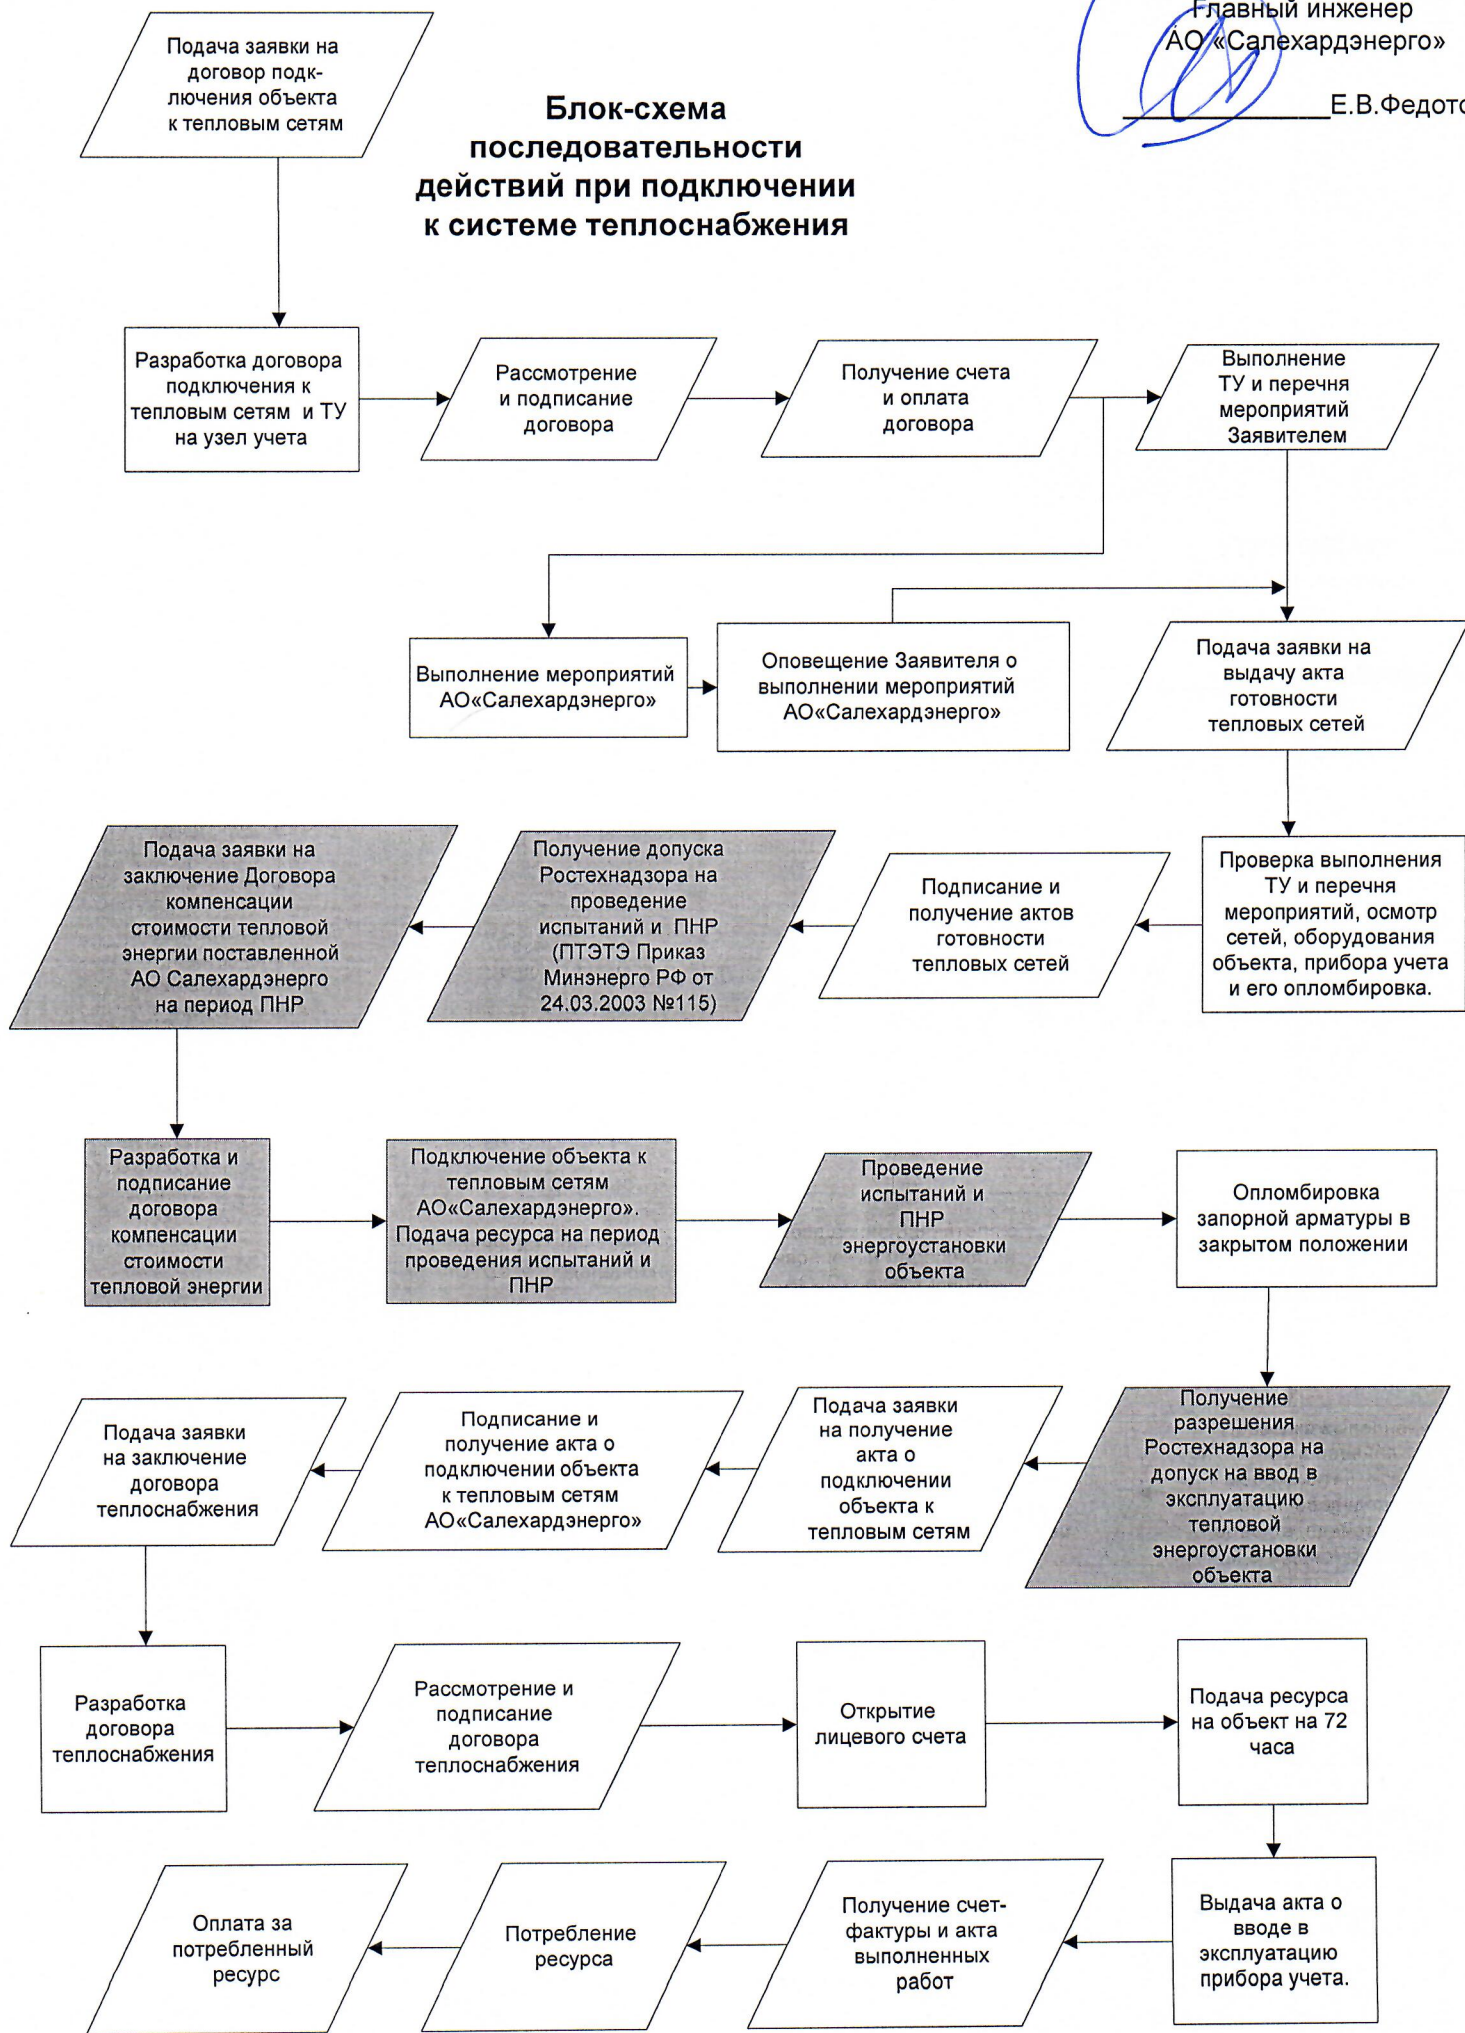 Главный инженер
АО «Салехардэнерго»
Е.В.Федото
Подача заявки на
договор подк-
лючения объекта
к тепловым сетям
Блок-схема
последовательности
действий при подключении
к системе теплоснабжения
Разработка договора
подключения к
тепловым сетям и ТУ
на узел учета
Рассмотрение
и подписание
договора
Получение счета
и оплата
договора
Выполнение
ТУ и перечня
мероприятий
Заявителем
Выполнение мероприятий
АО«Салехардэнерго»
Оповещение Заявителя о
выполнении мероприятий
АО«Салехардэнерго»
Подача заявки на
выдачу акта
готовности
тепловых сетей
Проверка выполнения
ТУ и перечня
мероприятий, осмотр
сетей, оборудования
объекта, прибора учета
и его опломбировка.
Подписание и
получение актов
готовности
тепловых сетей
Получение допуска
Ростехнадзора на
проведение
испытаний и ПНР
(ПТЭТЭ Приказ
Минэнерго РФ от
24.03.2003 №115)
Подача заявки на
заключение Договора
компенсации
стоимости тепловой
энергии поставленной
АО Салехардэнерго
на период ПНР
Разработка и
подписание
договора
компенсации
стоимости
тепловой энергии
Подключение объекта к
тепловым сетям
АО«Салехардэнерго».
Подача ресурса на период
проведения испытаний и
ПНР
Проведение
испытаний и
ПНР
энергоустановки
объекта
Опломбировка
запорной арматуры в
закрытом положении
Получение
разрешения
Ростехнадзора на
допуск на ввод в
эксплуатацию
тепловой
энергоустановки
объекта
Подача заявки
на получение
акта о
подключении
объекта к
тепловым сетям
Подписание и
получение акта о
подключении объекта
к тепловым сетям
АО«Салехардэнерго»
Подача заявки
на заключение
договора
теплоснабжения
Разработка
договора
теплоснабжения
Рассмотрение и
подписание
договора
теплоснабжения
Открытие
лицевого счета
Подача ресурса
на объект на 72
часа
Выдача акта о
вводе в
эксплуатацию
прибора учета.
Получение счет-
фактуры и акта
выполненных
работ
Потребление
ресурса
Оплата за
потребленный
ресурс